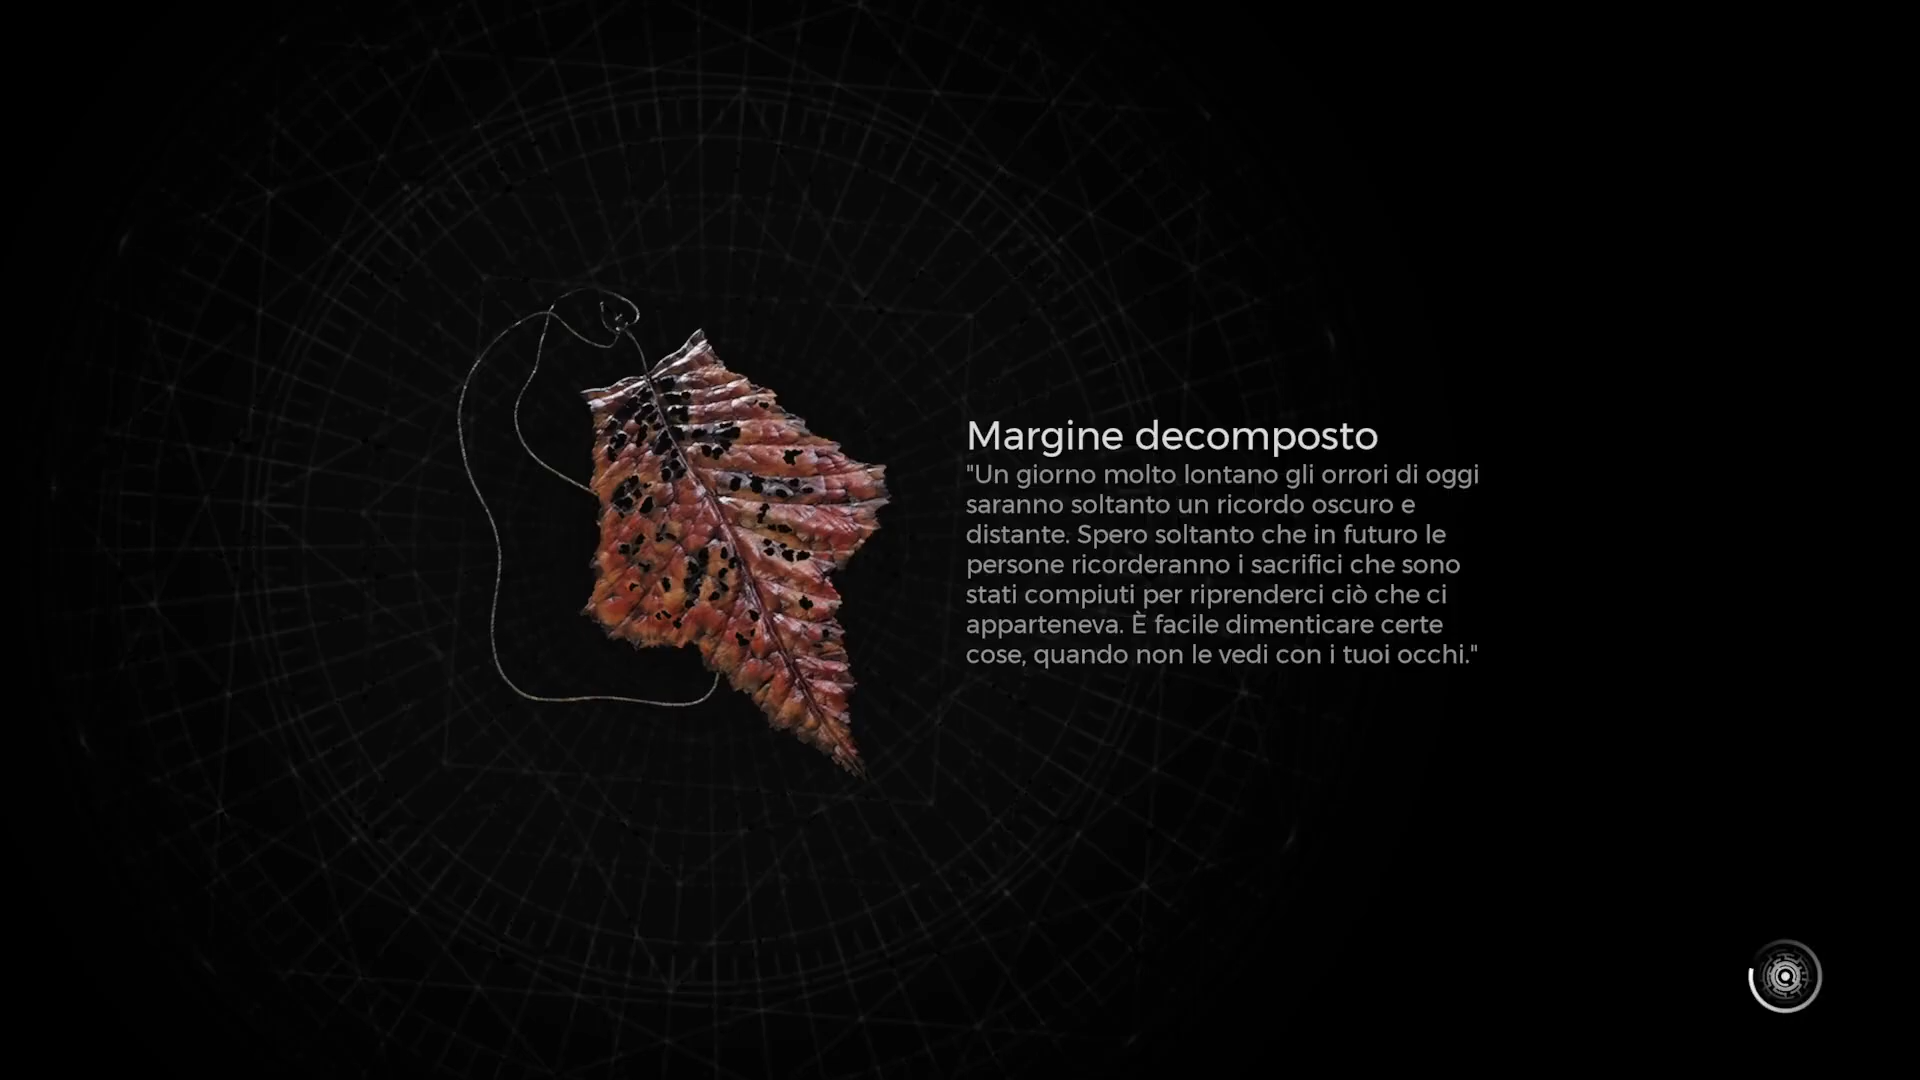 Margine decomposto
"Un giorno molto lontano gli orrori di oggi
saranno soltanto un ricordo oscuro e
distante. Spero soltanto che in futuro le
persone ricorderanno i sacrifici che sono
stati compiuti per riprenderci ciò che ci
apparteneva. È facile dimenticare certe
cose, quando non le vedi con i tuoi occhi."